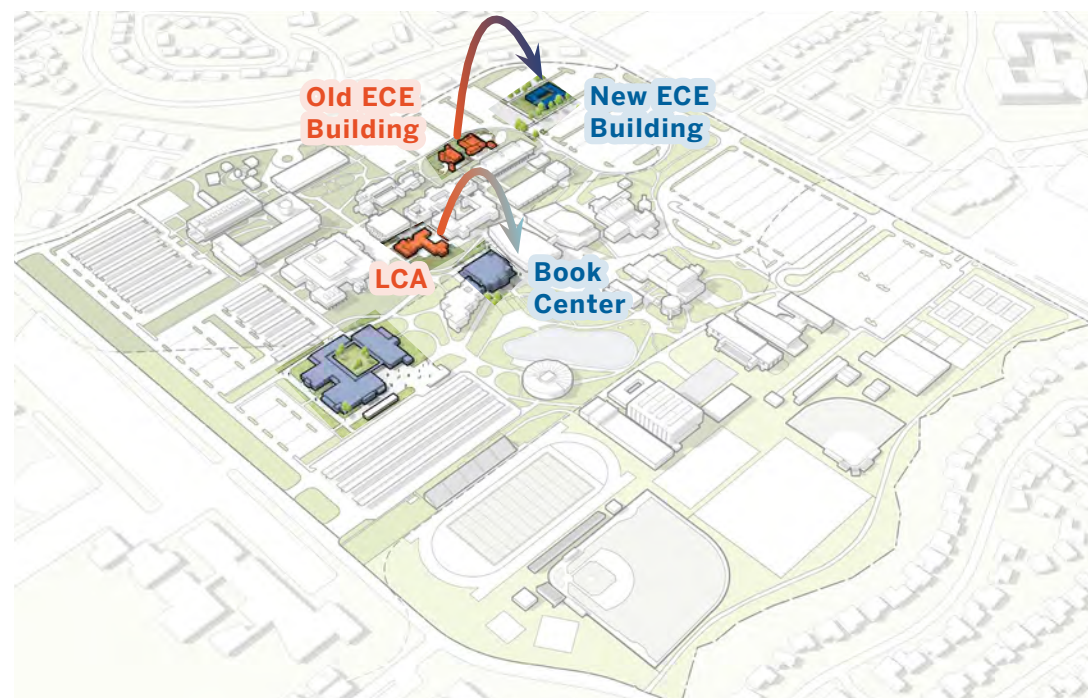 Old ECE
Building
New ECE
Building
LCA
Book
Center